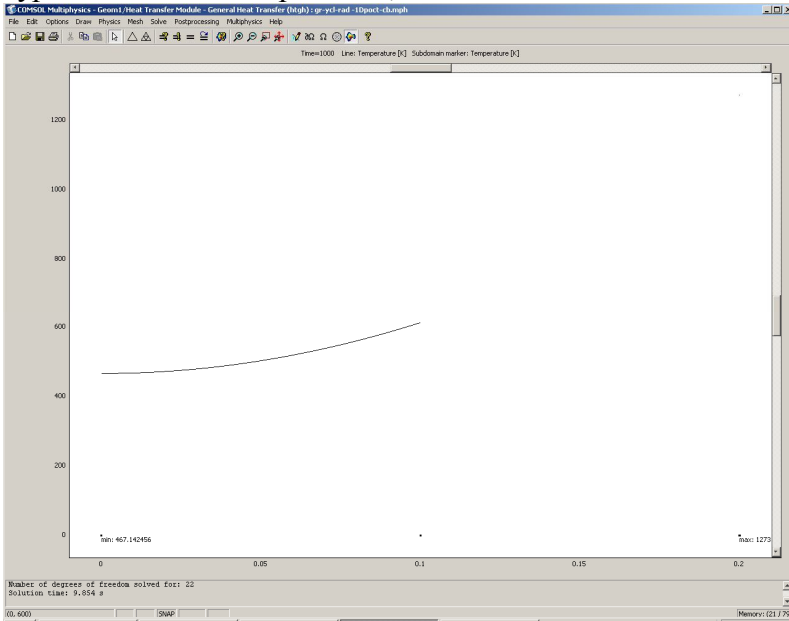 COMSOL Multiphysics - Geom1/Heat Transfer Module - General Heat Transfer (htgh) : gr-ycl-rad -1Dpoct-cb.mph
File Edit Options Draw Physics Mesh Solve Postprocessing Multiphysics Help
Time=1000 Line: Temperature [K] Subdomain marker: Temperature [K]
1200
1000
800
600
400
200
0
min: 467.142456
max: 1273
0 0.05 0.1 0.15 0.2
Number of degrees of freedom solved for: 22
Solution time: 9.854 s
(0, 600) SNAP Memory: (21 / 79